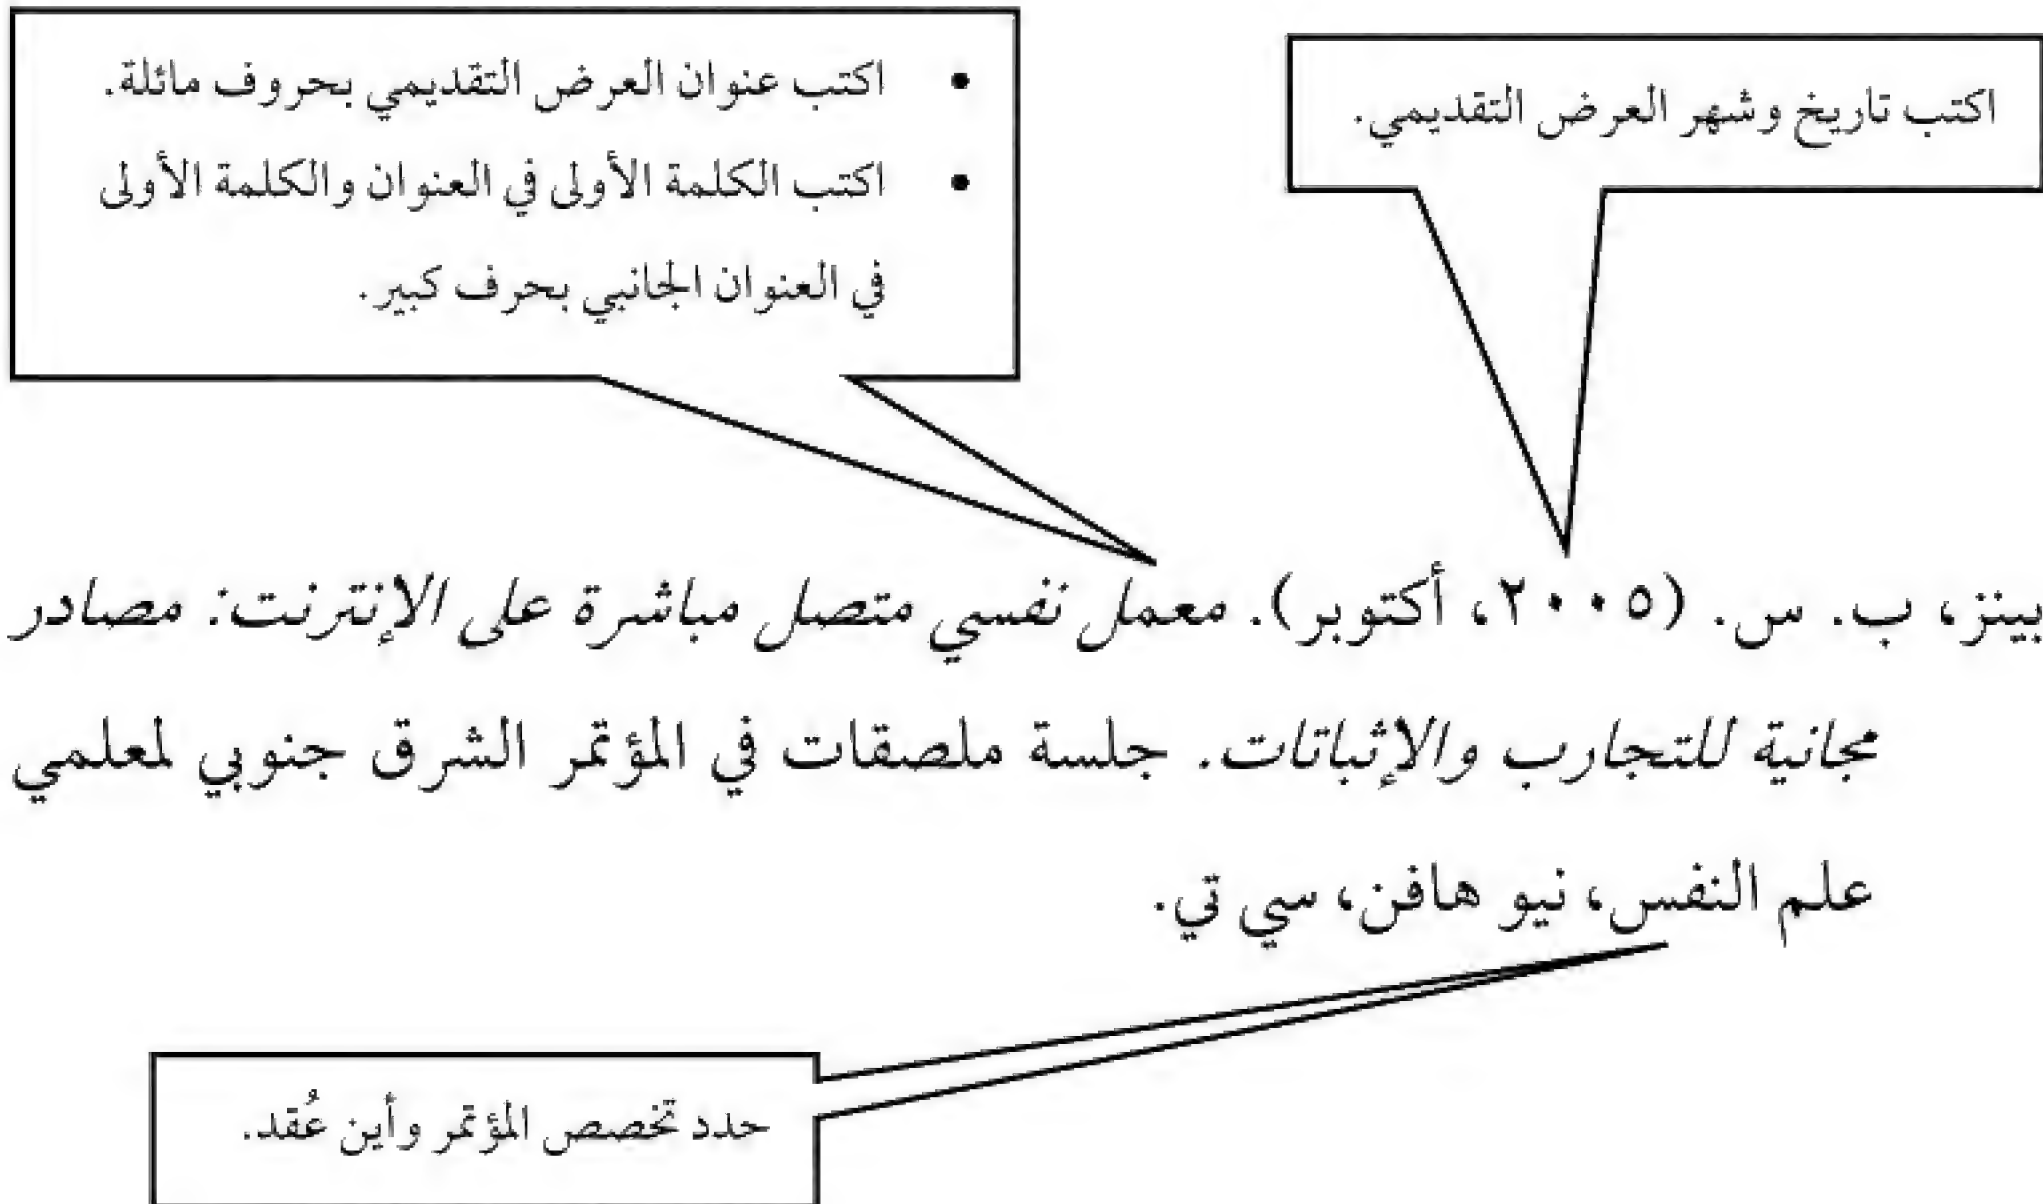 اكتب تاريخ وشهر العرض التقديمي.
• اكتب عنوان العرض التقديمي بحروف مائلة.
• اكتب الكلمة الأولى في العنوان والكلمة الأولى
في العنوان الجانبي بحرف كبير.
بينز، ب. س. (٢٠٠٥، أكتوبر). معمل نفسي متصل مباشرة على الإنترنت: مصادر
مجانية للتجارب والإثباتات. جلسة ملصقات في المؤتمر الشرق جنوبي لمعلمي
علم النفس، نيو هافن، سي تي.
حدد تخصص المؤتمر وأين عُقد.